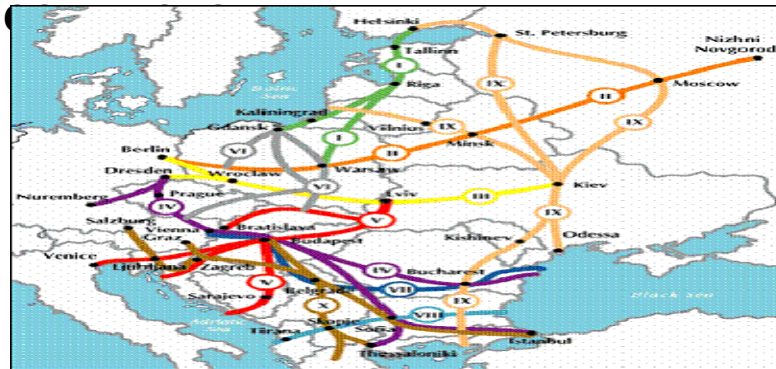 Helsinki
St. Petersburg
Nizhni
Novgorod
Tallinn
I
IX
Moscow
Baltic
Sea
Riga
II
Kaliningrad
Gdansk
I
Vilnius
IX
IX
Minsk
Berlin
VI
II
Warsaw
Dresden
Wroclaw
VI
Kiev
Nuremberg
Prague
Lviv
III
IV
V
Salzburg
Vienna
Bratislava
IX
Graz
Budapest
Kishinev
Odessa
Venice
Ljubljana
Zagreb
IV
Bucharest
V
Sarajevo
Belgrade
VII
IX
Black Sea
X
Adriatic
Sea
Skopje
VIII
Tirana
Sofia
Istanbul
Thessaloniki